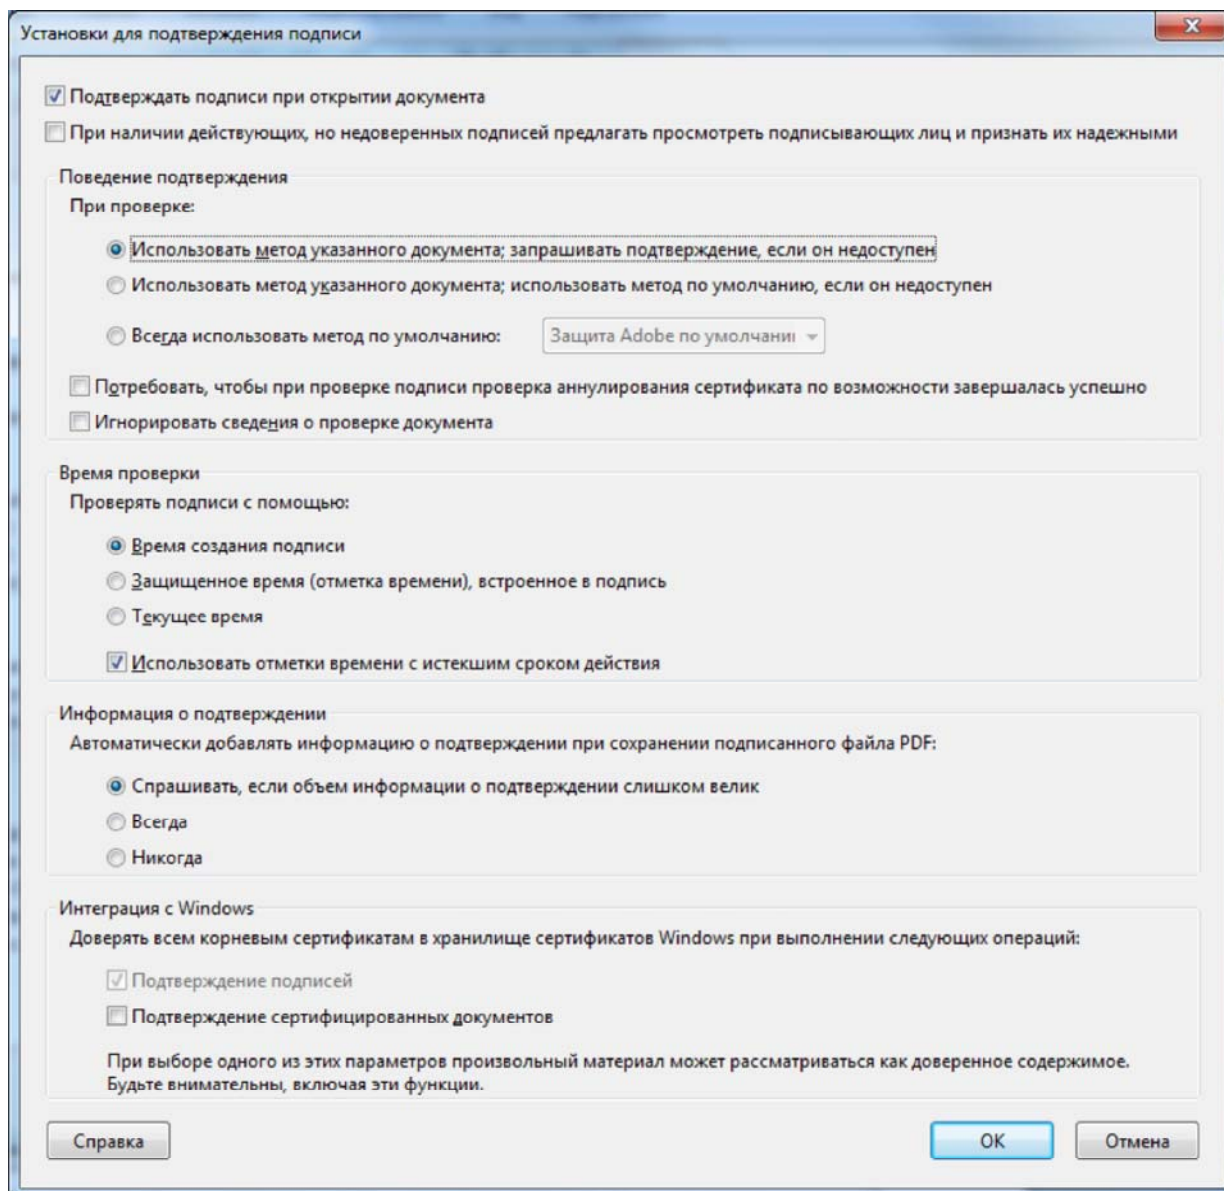 Установки для подтверждения подписи
Подтверждать подписи при открытии документа
При наличии действующих, но недоверенных подписей предлагать просмотреть подписывающих лиц и признать их надежными
Поведение подтверждения
При проверке:
Использовать метод указанного документа; запрашивать подтверждение, если он недоступен
Использовать метод указанного документа; использовать метод по умолчанию, если он недоступен
Всегда использовать метод по умолчанию: Защита Adobe по умолчани
Потребовать, чтобы при проверке подписи проверка аннулирования сертификата по возможности завершалась успешно
Игнорировать сведения о проверке документа
Время проверки
Проверять подписи с помощью:
Время создания подписи
Защищенное время (отметка времени), встроенное в подпись
Текущее время
Использовать отметки времени с истекшим сроком действия
Информация о подтверждении
Автоматически добавлять информацию о подтверждении при сохранении подписанного файла PDF:
Спрашивать, если объем информации о подтверждении слишком велик
Всегда
Никогда
Интеграция с Windows
Доверять всем корневым сертификатам в хранилище сертификатов Windows при выполнении следующих операций:
Подтверждение подписей
Подтверждение сертифицированных документов
При выборе одного из этих параметров произвольный материал может рассматриваться как доверенное содержимое.
Будьте внимательны, включая эти функции.
Справка OK Отмена